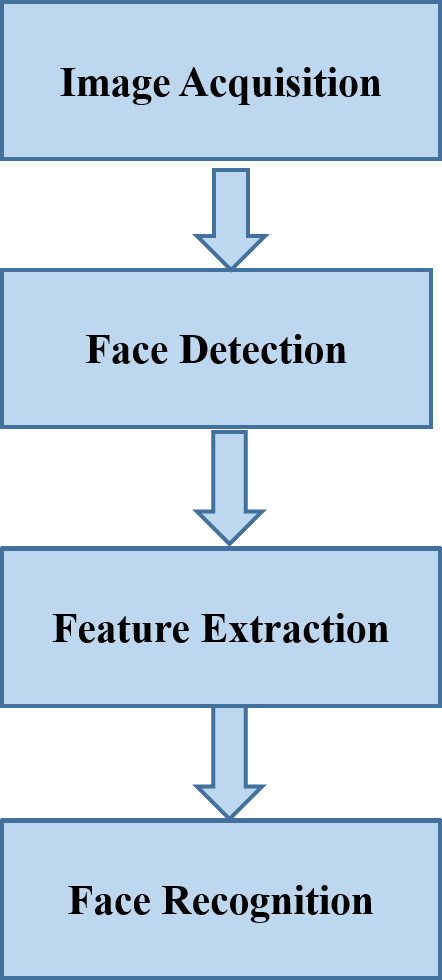 Image Acquisition
Face Detection
Feature Extraction
Face Recognition